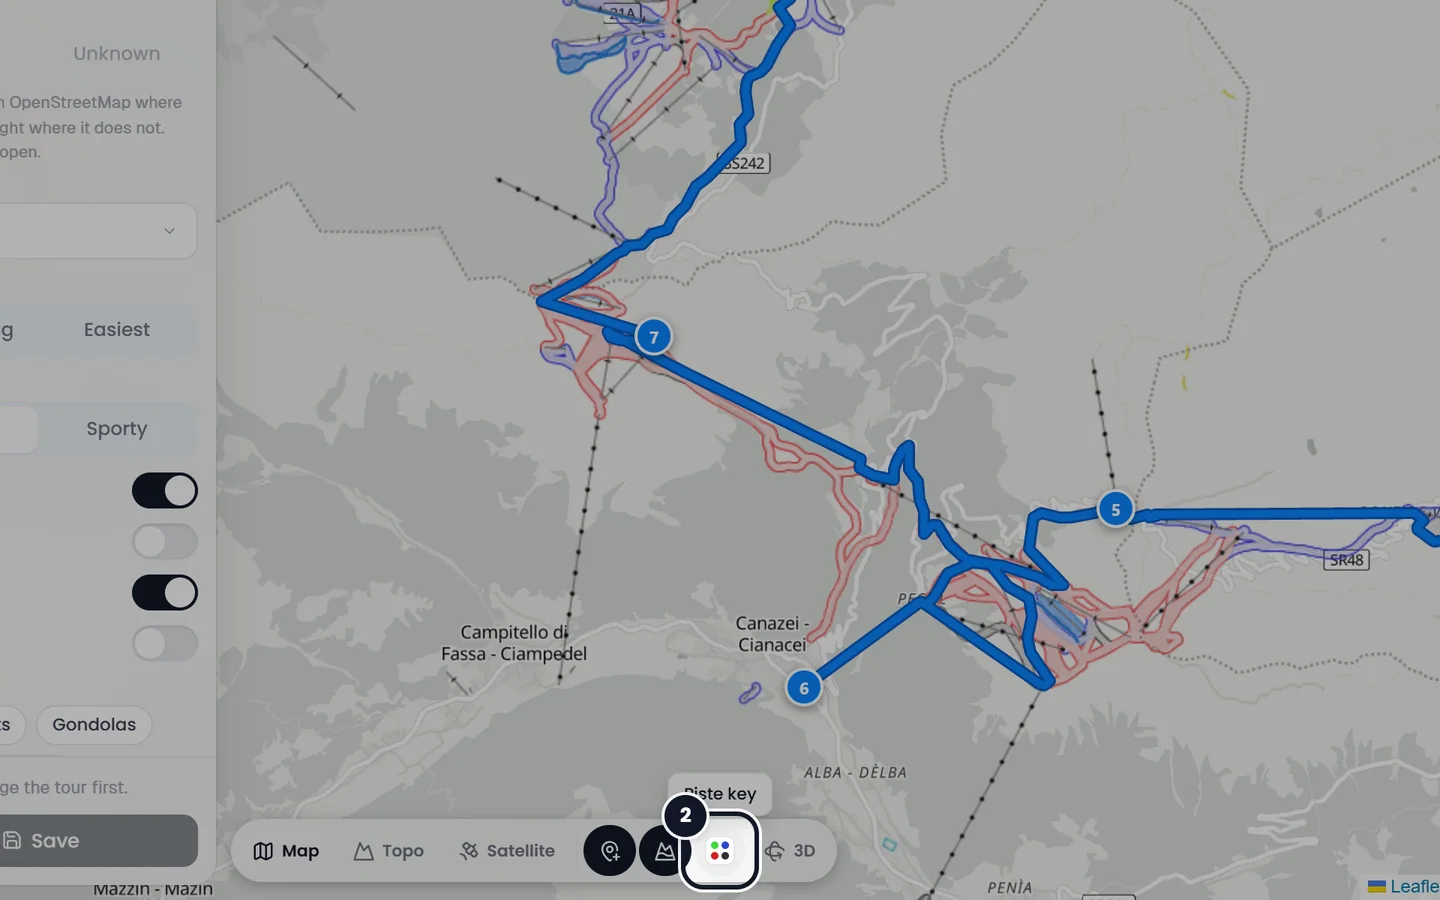 Unknown
OpenStreetMap where
ght where it does not.
open.
g
Easiest
Sporty
ts
Gondolas
ge the tour first.
Save
21A
SS242
7
5
SR48
Campitello di
Fassa - Ciampedel
Canazei -
Cianacei
6
ALBA - DÈLBA
PENÌA
Mazzin - Mazin
Piste key
2
Map
Topo
Satellite
3D
Leafle